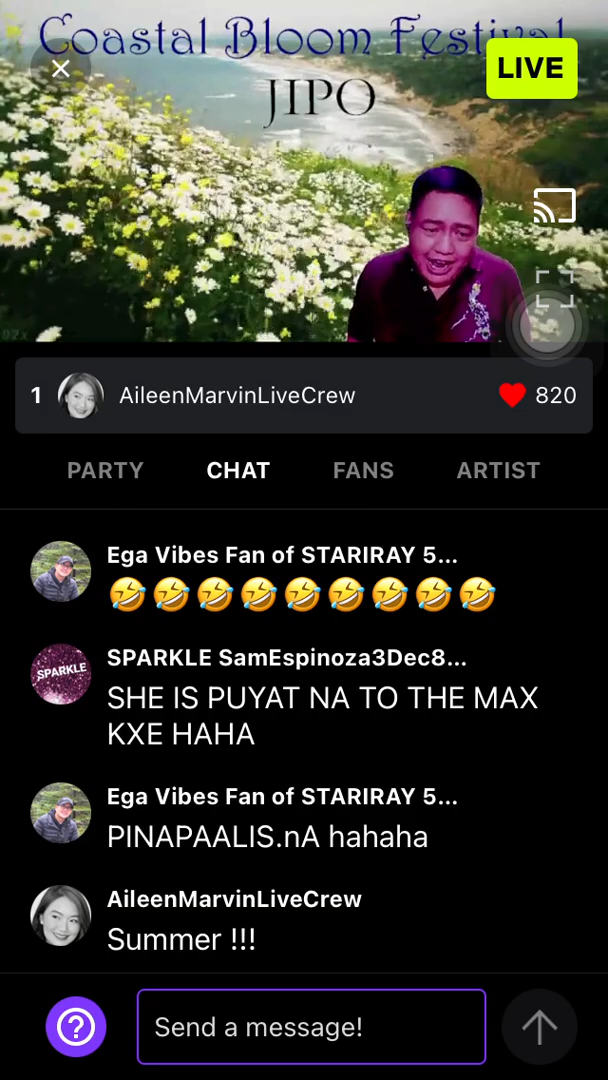 Coastal Bloom Festival
JIPO
LIVE
1 AileenMarvinLiveCrew 820
PARTY CHAT FANS ARTIST
Ega Vibes Fan of STARIRAY 5...
🤣🤣🤣🤣🤣🤣🤣🤣🤣
SPARKLE
SPARKLE SamEspinoza3Dec8...
SHE IS PUYAT NA TO THE MAX
KXE HAHA
Ega Vibes Fan of STARIRAY 5...
PINAPAALIS.nA hahaha
AileenMarvinLiveCrew
Summer !!!
Send a message!